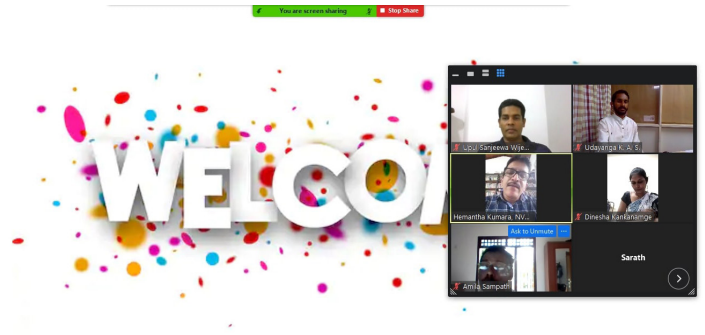 You are screen sharing
Stop Share
WELCO
Upul Sanjeewa Wije...
Udayanga K. A. S.
Hemantha Kumara, NV...
Dinesha Kankanamge
Ask to Unmute ...
Amila Sampath
Sarath